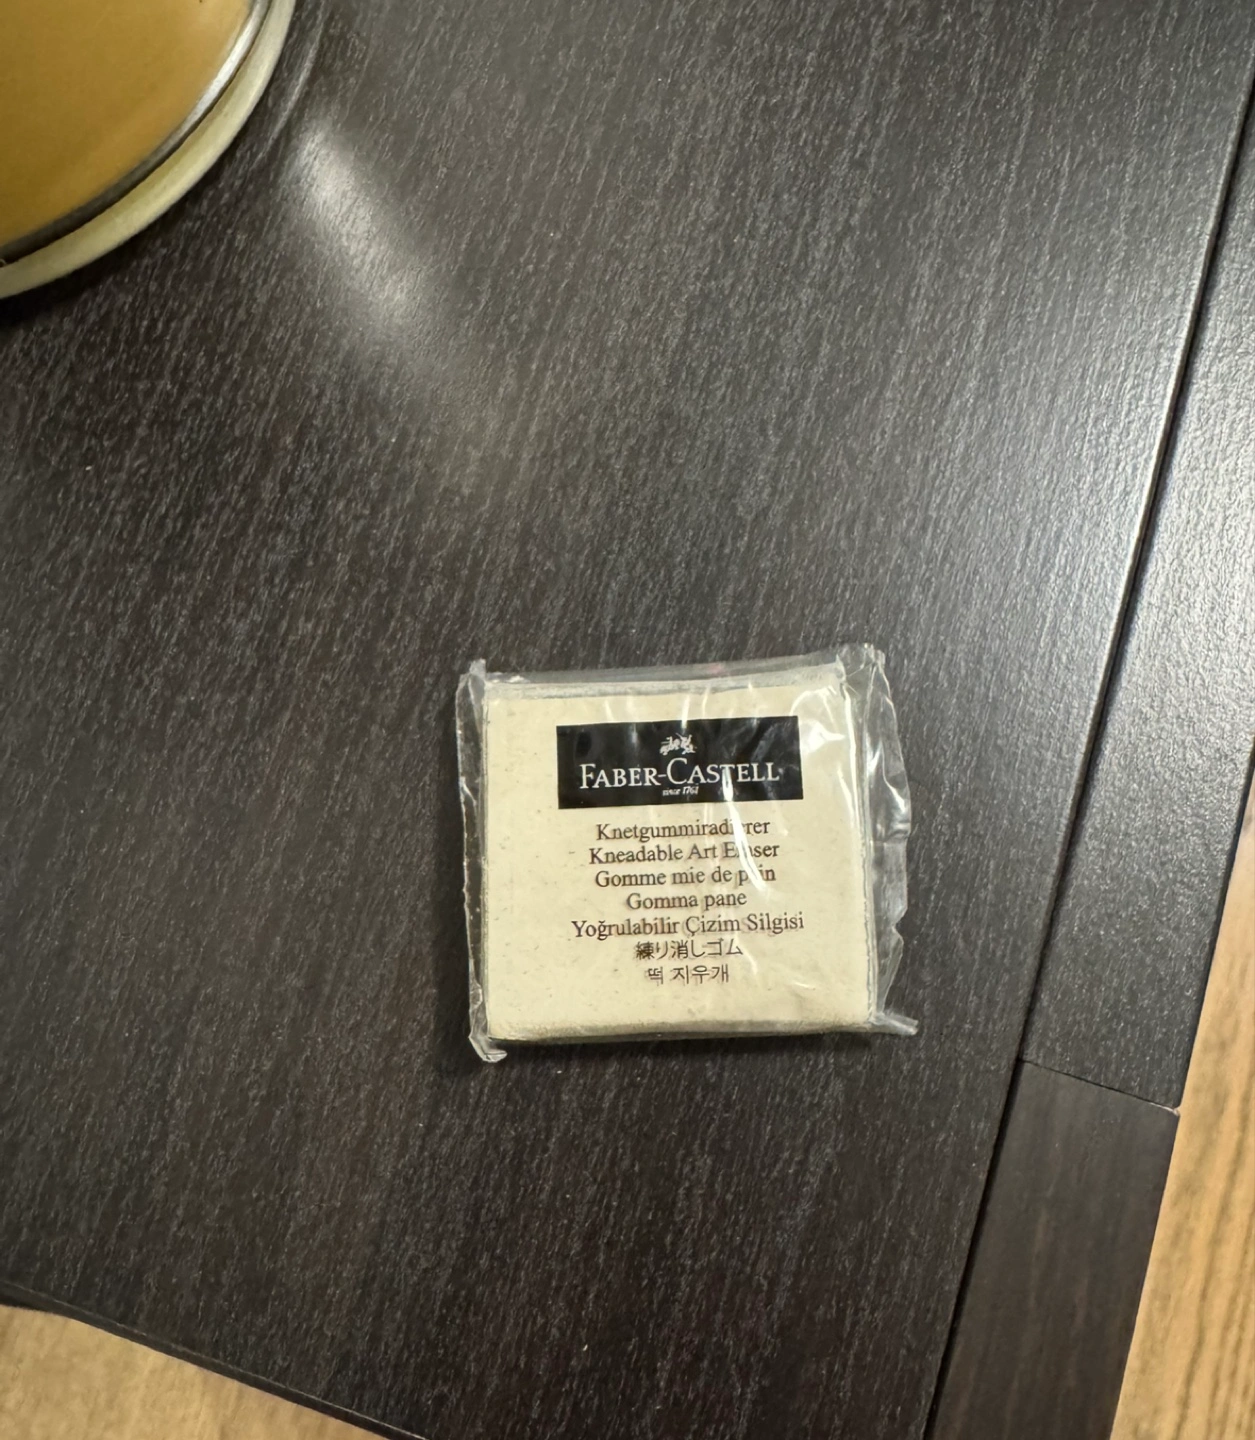 FABER-CASTELL
since 1761
Knetgummiradierer
Kneadable Art Eraser
Gomme mie de pain
Gomma pane
Yoğrulabilir Çizim Silgisi
練り消しゴム
떡 지우개